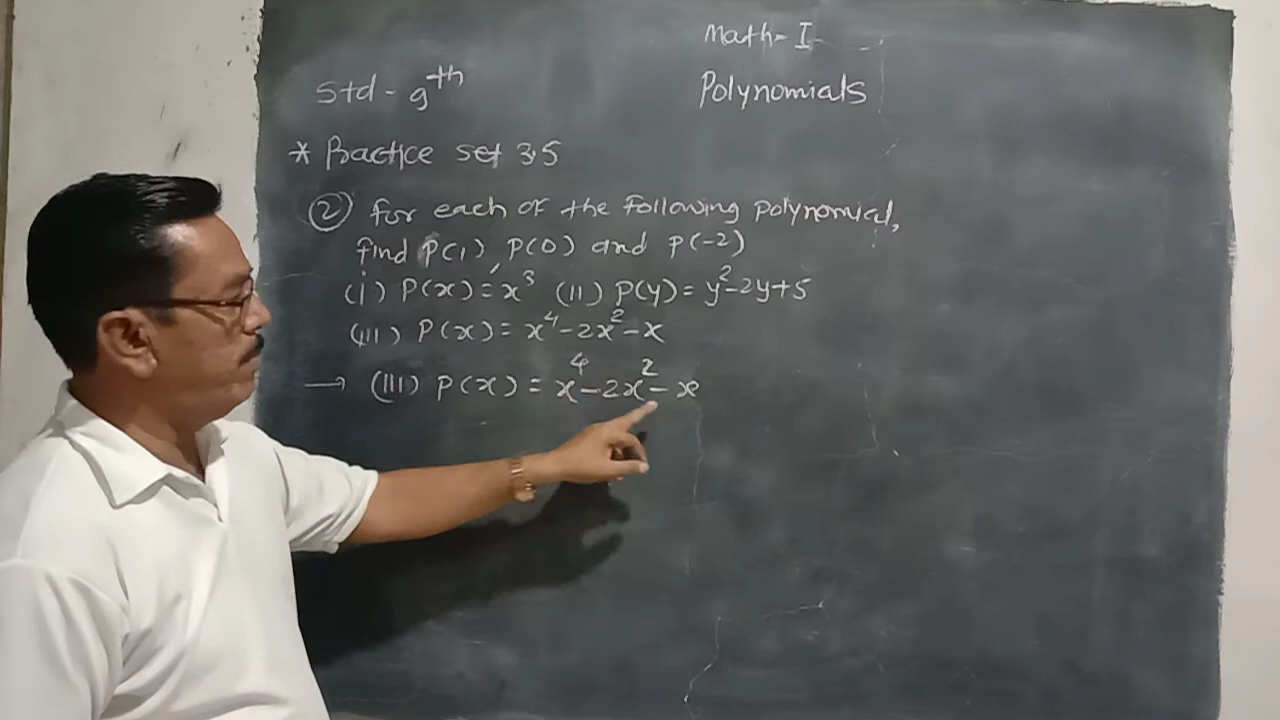 Math-I
Std - 9th
Polynomials
* Practice set 3.5
(2) for each of the following polynomial,
find P(1), P(0) and P(-2)
(i) P(x) = x³ (ii) P(y) = y²-2y+5
(iii) P(x) = x⁴-2x²-x
→ (iii) P(x) = x⁴-2x²-x